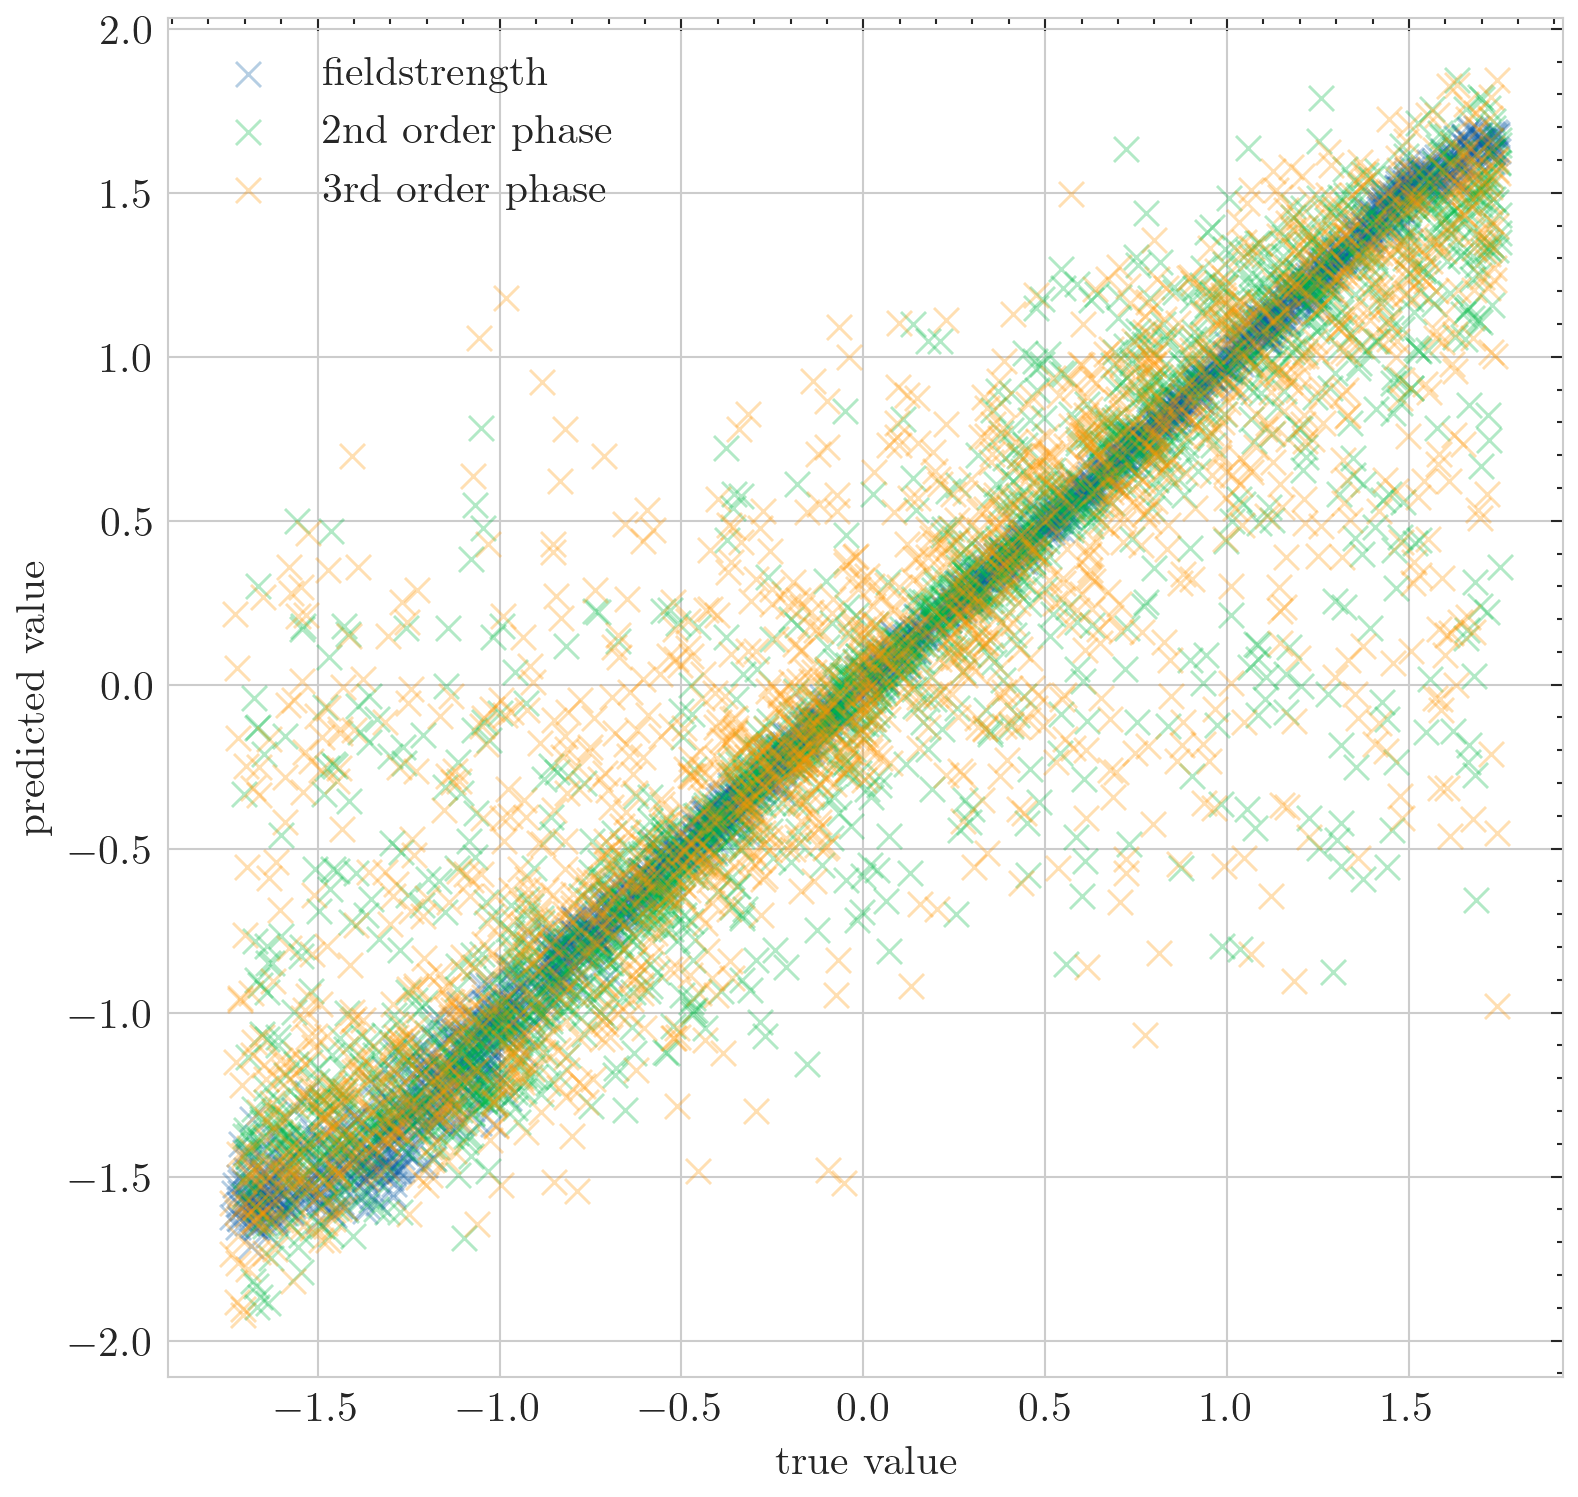 fieldstrength
2nd order phase
3rd order phase
2.0
1.5
1.0
0.5
0.0
−0.5
−1.0
−1.5
−2.0
predicted value
−1.5 −1.0 −0.5 0.0 0.5 1.0 1.5
true value